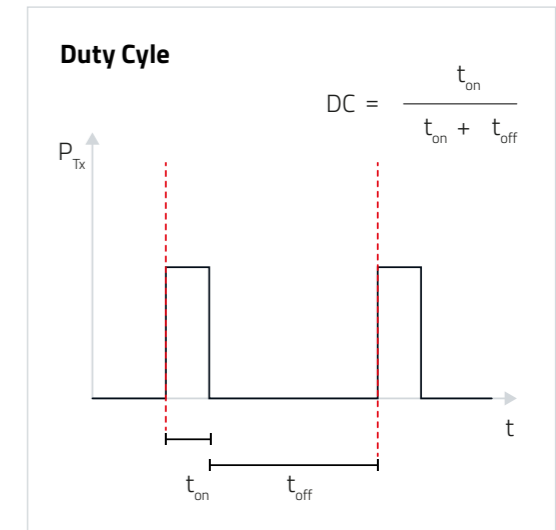 Duty Cyle
t_on
DC =
t_on + t_off
P_Tx
t
t_on
t_off